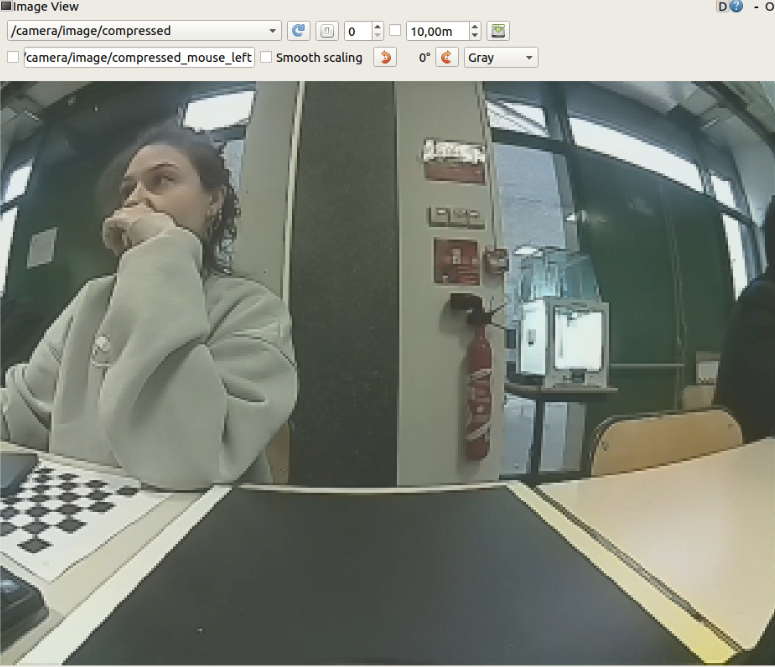 Image View
D ? - O
/camera/image/compressed
0
10,00m
/camera/image/compressed_mouse_left
Smooth scaling
0°
Gray